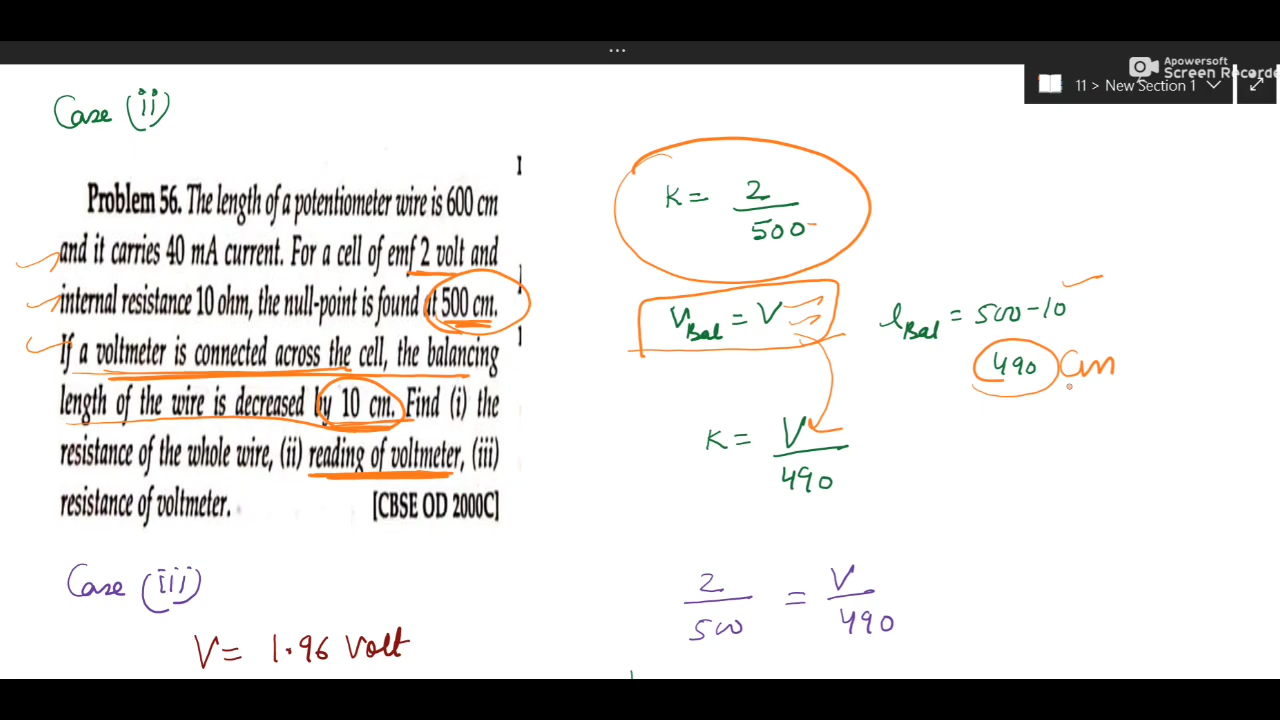 ...
Apowersoft
Screen Recorde
11 > New Section 1
Case (ii)
I
Problem 56. The length of a potentiometer wire is 600 cm
and it carries 40 mA current. For a cell of emf 2 volt and
internal resistance 10 ohm, the null-point is found at 500 cm.
If a voltmeter is connected across the cell, the balancing
length of the wire is decreased by 10 cm. Find (i) the
resistance of the whole wire, (ii) reading of voltmeter, (iii)
resistance of voltmeter.
[CBSE OD 2000C]
K = 2
500
VBal = V
lBal = 500-10
490 Cm
K = V
490
Case (iii)
V = 1.96 Volt
2 = V
500 490